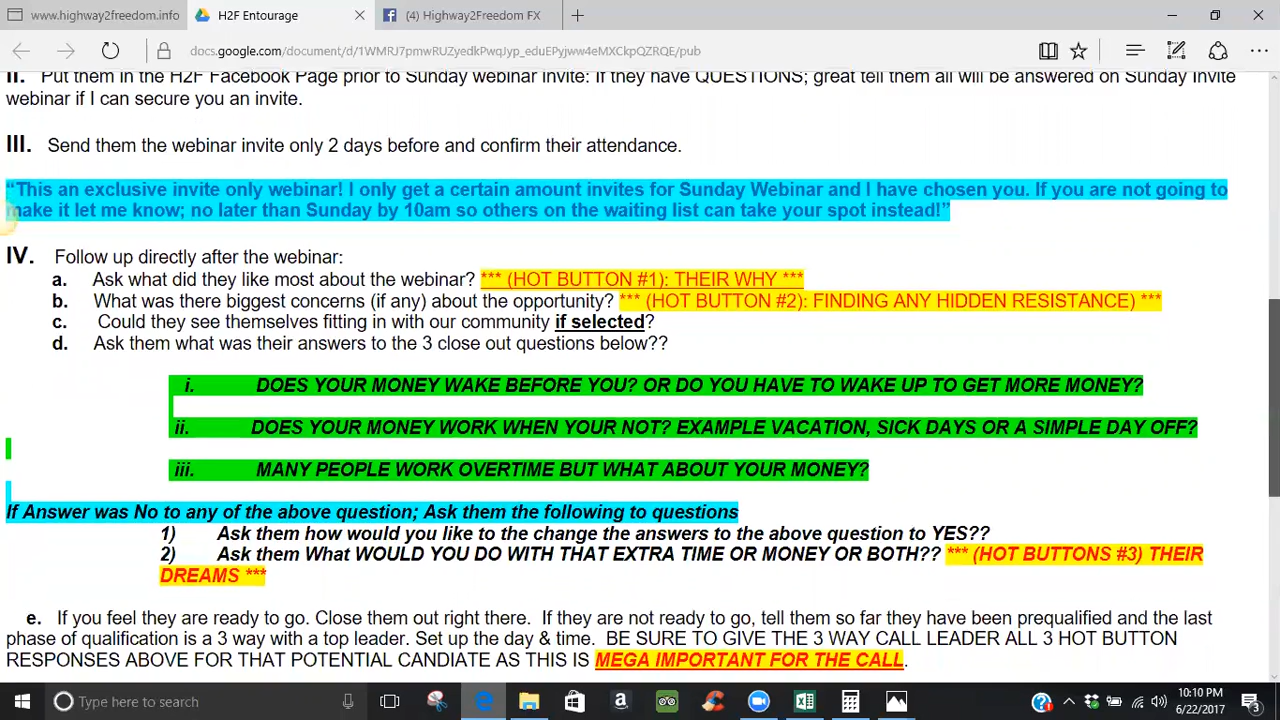 www.highway2freedom.info
H2F Entourage
(4) Highway2Freedom FX
docs.google.com/document/d/1WMRJ7pmwRUZyedkPwqJyp_eduEPyjww4eMXCkpQZRQE/pub
II. Put them in the H2F Facebook Page prior to Sunday webinar invite: If they have QUESTIONS; great tell them all will be answered on Sunday Invite
webinar if I can secure you an invite.
III. Send them the webinar invite only 2 days before and confirm their attendance.
“This an exclusive invite only webinar! I only get a certain amount invites for Sunday Webinar and I have chosen you. If you are not going to
make it let me know; no later than Sunday by 10am so others on the waiting list can take your spot instead!”
IV. Follow up directly after the webinar:
a. Ask what did they like most about the webinar? *** (HOT BUTTON #1): THEIR WHY ***
b. What was there biggest concerns (if any) about the opportunity? *** (HOT BUTTON #2): FINDING ANY HIDDEN RESISTANCE) ***
c. Could they see themselves fitting in with our community if selected?
d. Ask them what was their answers to the 3 close out questions below??
i. DOES YOUR MONEY WAKE BEFORE YOU? OR DO YOU HAVE TO WAKE UP TO GET MORE MONEY?
ii. DOES YOUR MONEY WORK WHEN YOUR NOT? EXAMPLE VACATION, SICK DAYS OR A SIMPLE DAY OFF?
iii. MANY PEOPLE WORK OVERTIME BUT WHAT ABOUT YOUR MONEY?
If Answer was No to any of the above question; Ask them the following to questions
1) Ask them how would you like to the change the answers to the above question to YES??
2) Ask them What WOULD YOU DO WITH THAT EXTRA TIME OR MONEY OR BOTH?? *** (HOT BUTTONS #3) THEIR
DREAMS ***
e. If you feel they are ready to go. Close them out right there. If they are not ready to go, tell them so far they have been prequalified and the last
phase of qualification is a 3 way with a top leader. Set up the day & time. BE SURE TO GIVE THE 3 WAY CALL LEADER ALL 3 HOT BUTTON
RESPONSES ABOVE FOR THAT POTENTIAL CANDIATE AS THIS IS MEGA IMPORTANT FOR THE CALL.
Type here to search
10:10 PM
6/22/2017
3